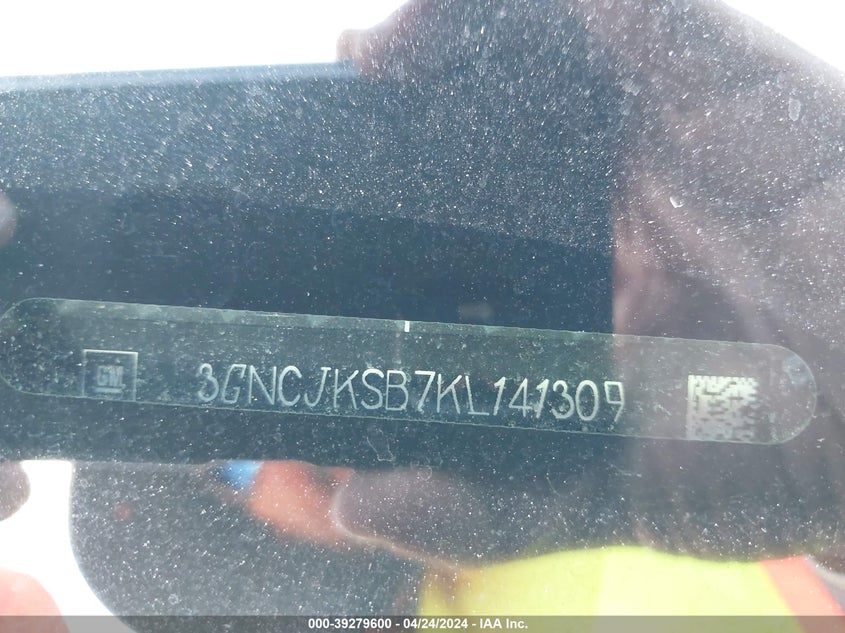 GM 3GNCJKSB7KL141309
000-39279600 - 04/24/2024 - IAA Inc.